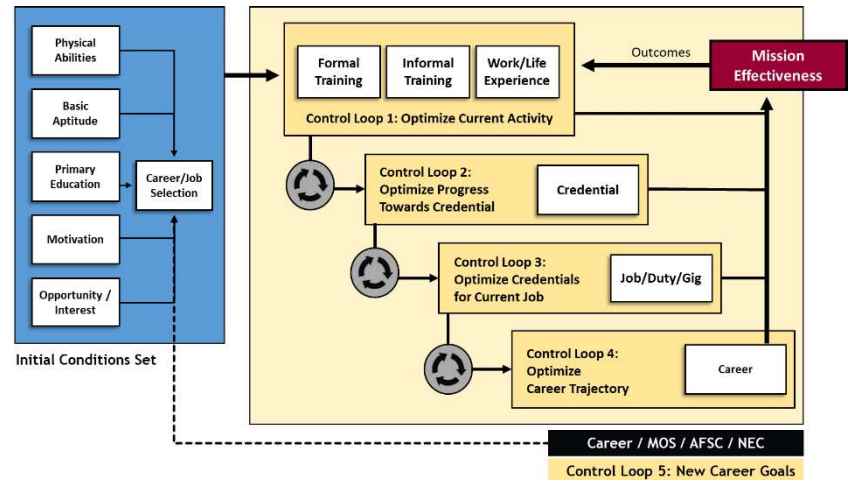 Physical
Abilities
Basic
Aptitude
Primary
Education
Motivation
Opportunity /
Interest
Career/Job
Selection
Initial Conditions Set
Formal
Training
Informal
Training
Work/Life
Experience
Control Loop 1: Optimize Current Activity
Outcomes
Mission
Effectiveness
Control Loop 2:
Optimize Progress
Towards Credential
Credential
Control Loop 3:
Optimize Credentials
for Current Job
Job/Duty/Gig
Control Loop 4:
Optimize
Career Trajectory
Career
Career / MOS / AFSC / NEC
Control Loop 5: New Career Goals